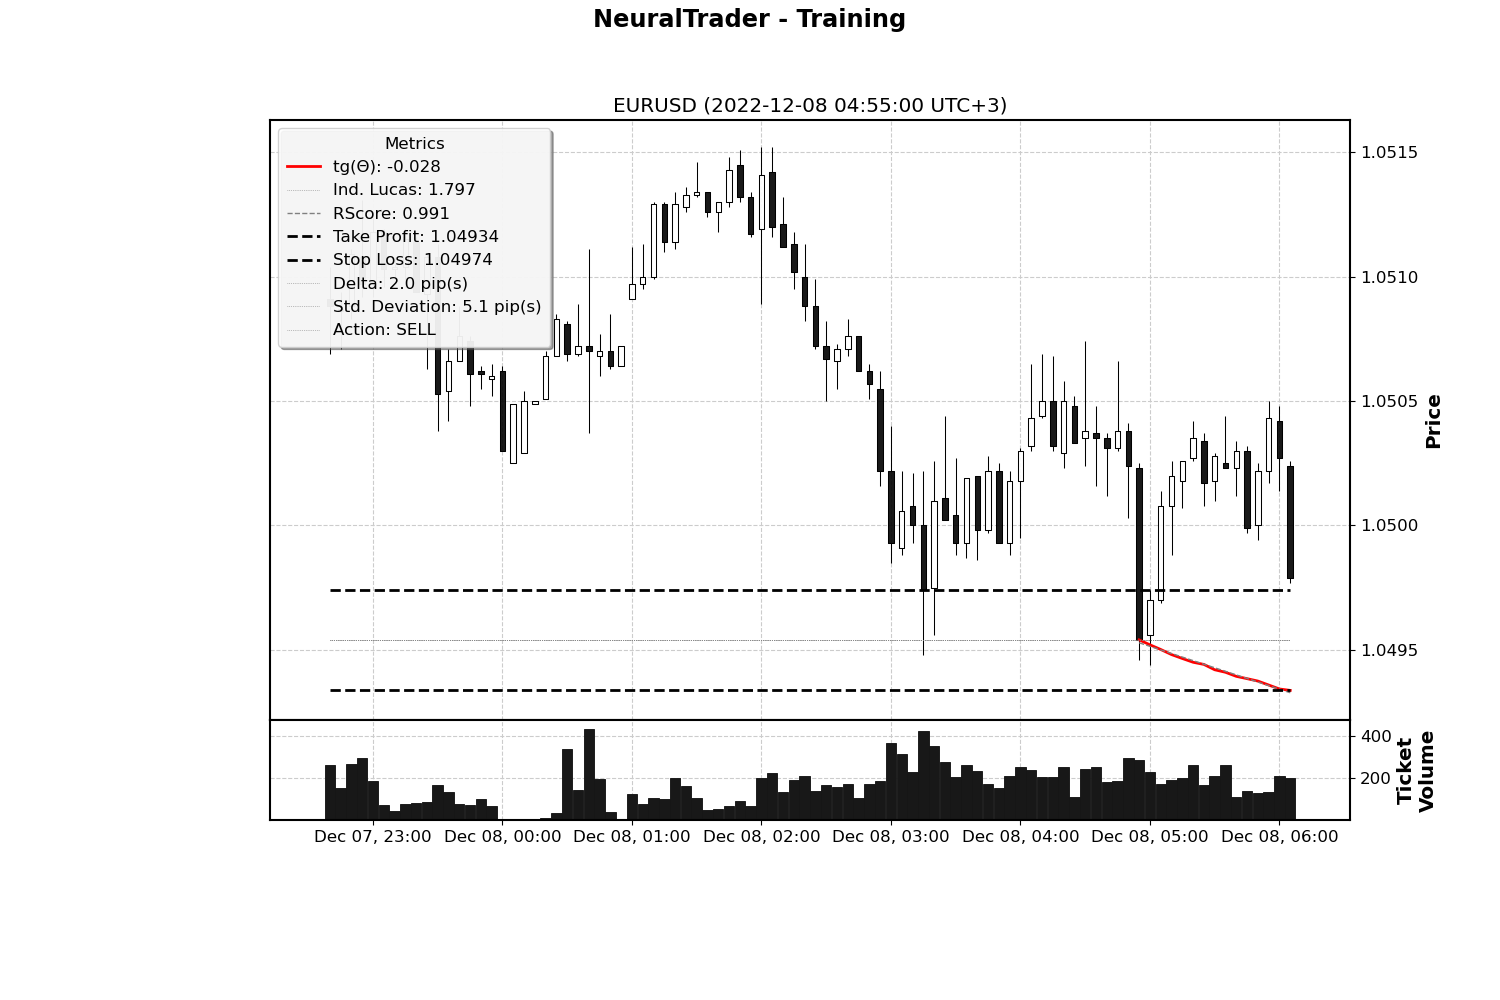 NeuralTrader - Training
EURUSD (2022-12-08 04:55:00 UTC+3)
Metrics
tg(Θ): -0.028
Ind. Lucas: 1.797
RScore: 0.991
Take Profit: 1.04934
Stop Loss: 1.04974
Delta: 2.0 pip(s)
Std. Deviation: 5.1 pip(s)
Action: SELL
1.0515
1.0510
1.0505
1.0500
1.0495
Price
400
200
Ticket
Volume
Dec 07, 23:00
Dec 08, 00:00
Dec 08, 01:00
Dec 08, 02:00
Dec 08, 03:00
Dec 08, 04:00
Dec 08, 05:00
Dec 08, 06:00